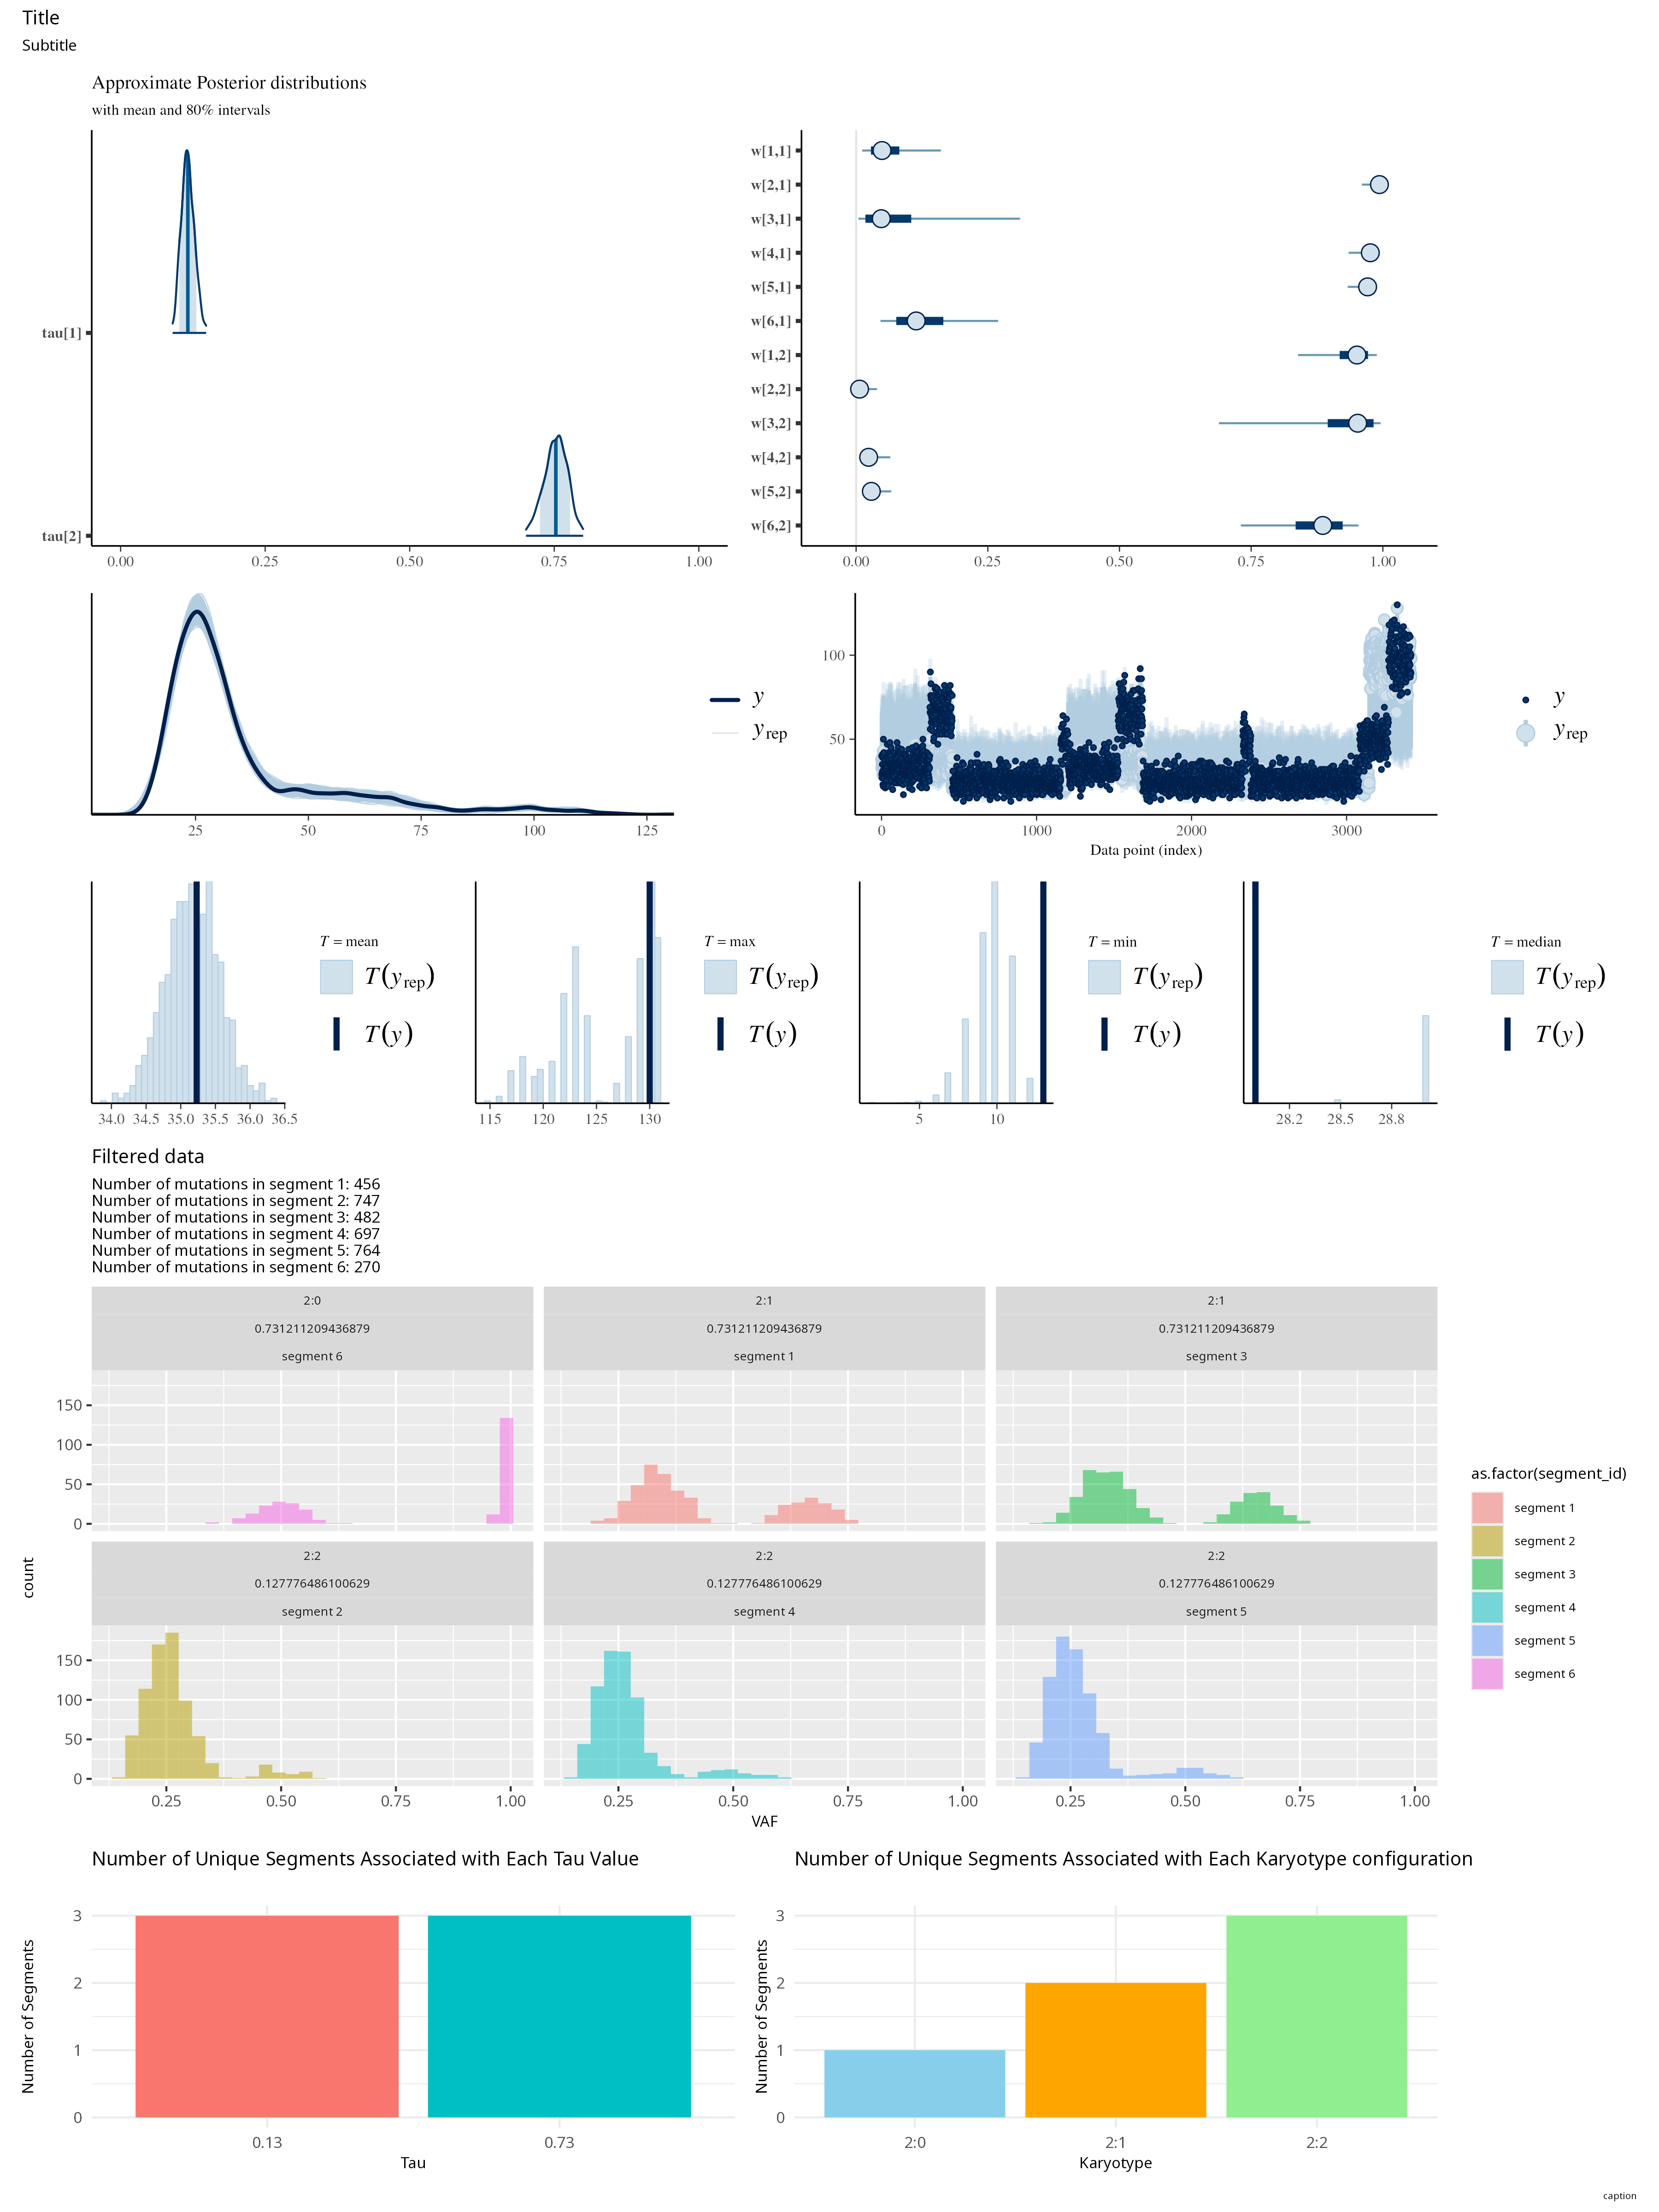 Title
Subtitle
Approximate Posterior distributions
with mean and 80% intervals
tau[1]
tau[2]
0.00 0.25 0.50 0.75 1.00
w[1,1]
w[2,1]
w[3,1]
w[4,1]
w[5,1]
w[6,1]
w[1,2]
w[2,2]
w[3,2]
w[4,2]
w[5,2]
w[6,2]
0.00 0.25 0.50 0.75 1.00
y
yrep
25 50 75 100 125
100
50
0 1000 2000 3000
Data point (index)
y
yrep
T = mean
T(yrep)
T(y)
34.0 34.5 35.0 35.5 36.0 36.5
T = max
T(yrep)
T(y)
115 120 125 130
T = min
T(yrep)
T(y)
5 10
T = median
T(yrep)
T(y)
28.2 28.5 28.8
Filtered data
Number of mutations in segment 1: 456
Number of mutations in segment 2: 747
Number of mutations in segment 3: 482
Number of mutations in segment 4: 697
Number of mutations in segment 5: 764
Number of mutations in segment 6: 270
2:0
0.731211209436879
segment 6
2:1
0.731211209436879
segment 1
2:1
0.731211209436879
segment 3
150
100
50
0
count
2:2
0.127776486100629
segment 2
2:2
0.127776486100629
segment 4
2:2
0.127776486100629
segment 5
150
100
50
0
0.25 0.50 0.75 1.00
0.25 0.50 0.75 1.00
0.25 0.50 0.75 1.00
VAF
as.factor(segment_id)
segment 1
segment 2
segment 3
segment 4
segment 5
segment 6
Number of Unique Segments Associated with Each Tau Value
Number of Segments
3
2
1
0
0.13 0.73
Tau
Number of Unique Segments Associated with Each Karyotype configuration
Number of Segments
3
2
1
0
2:0 2:1 2:2
Karyotype
caption